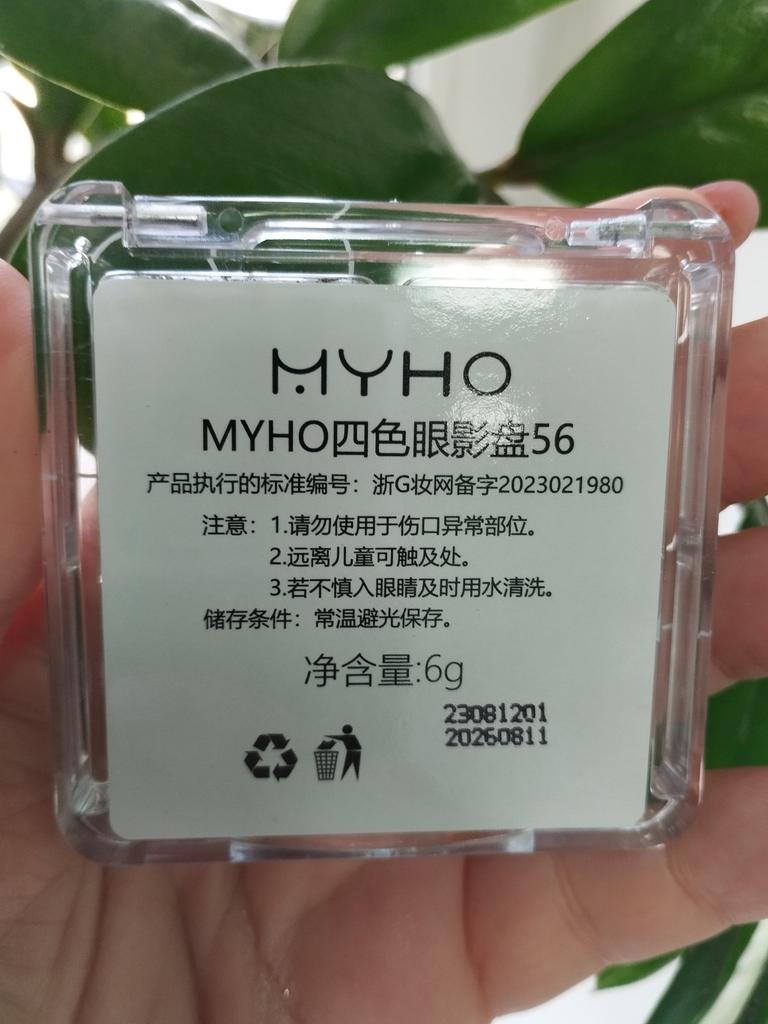 MYHO
MYHO四色眼影盘56
产品执行的标准编号：浙G妆网备字2023021980
注意：1.请勿使用于伤口异常部位。
2.远离儿童可触及处。
3.若不慎入眼睛及时用水清洗。
储存条件：常温避光保存。
净含量:6g
23081201
20260811